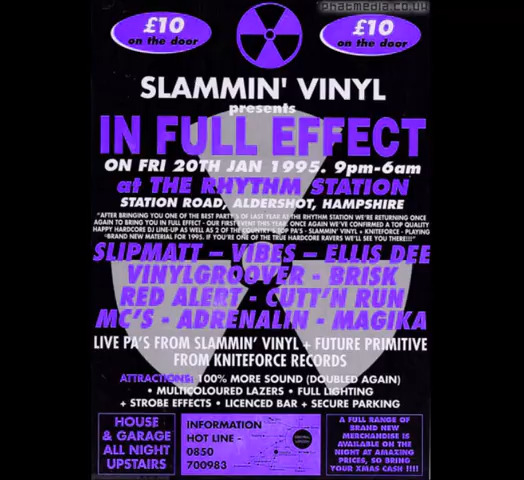 phatmedia.co.uk
£10
on the door
£10
on the door
SLAMMIN' VINYL
presents
IN FULL EFFECT
ON FRI 20TH JAN 1995. 9pm-6am
at THE RHYTHM STATION
STATION ROAD, ALDERSHOT, HAMPSHIRE
"AFTER BRINGING YOU ONE OF THE BEST PARTY'S OF LAST YEAR AT THE RHYTHM STATION WE'RE RETURNING ONCE
AGAIN TO BRING YOU IN FULL EFFECT - OUR FIRST EVENT THIS YEAR. ONCE AGAIN WE'VE CONFIRMED A TOP QUALITY
HAPPY HARDCORE DJ LINE-UP AS WELL AS 2 OF THE COUNTRY'S TOP PA'S - SLAMMIN' VINYL + KNITEFORCE - PLAYING
BRAND NEW MATERIAL FOR 1995. IF YOU'RE ONE OF THE TRUE HARDCORE RAVERS WE'LL SEE YOU THERE!!!"
SLIPMATT – VIBES – ELLIS DEE
VINYLGROOVER - BRISK
RED ALERT - CUTT'N RUN
MC'S - ADRENALIN - MAGIKA
LIVE PA'S FROM SLAMMIN' VINYL + FUTURE PRIMITIVE
FROM KNITEFORCE RECORDS
ATTRACTIONS: 100% MORE SOUND (DOUBLED AGAIN)
• MULTICOLOURED LAZERS • FULL LIGHTING
+ STROBE EFFECTS • LICENCED BAR + SECURE PARKING
HOUSE
& GARAGE
ALL NIGHT
UPSTAIRS
INFORMATION
HOT LINE -
0850
700983
A FULL RANGE OF
BRAND NEW
MERCHANDISE IS
AVAILABLE ON THE
NIGHT AT AMAZING
PRICES, SO BRING
YOUR XMAS CASH !!!!